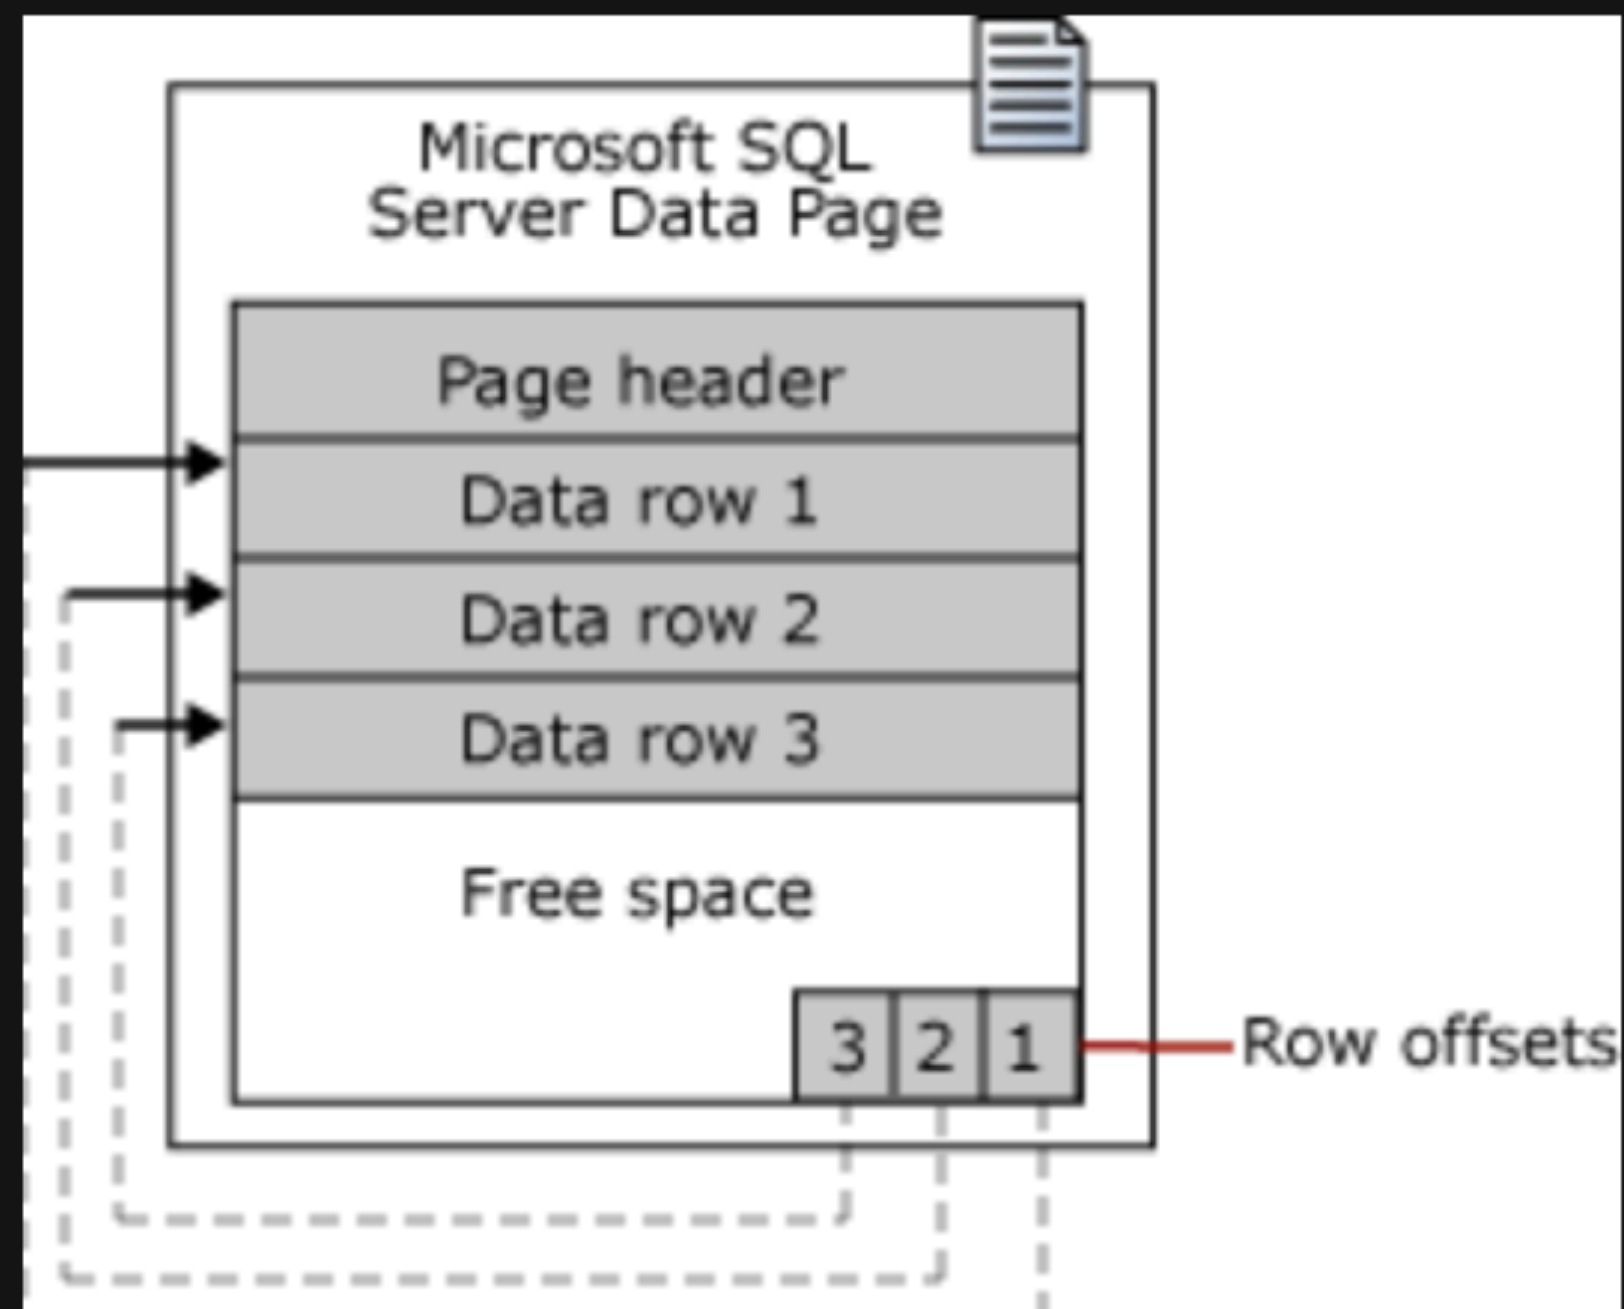 Microsoft SQL
Server Data Page
Page header
Data row 1
Data row 2
Data row 3
Free space
3 2 1
Row offsets